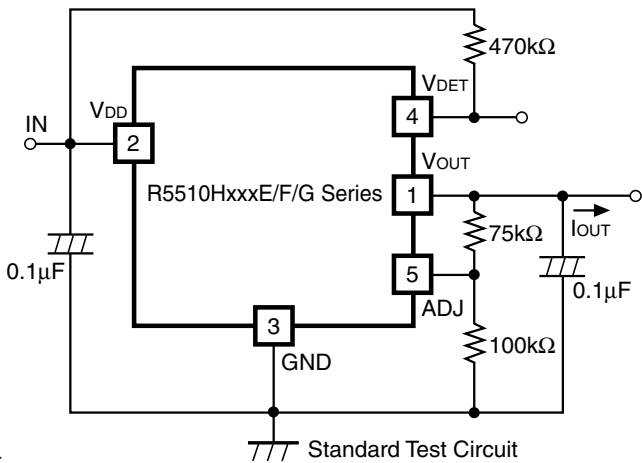 470kΩ
VDET
4
VDD
IN
2
VOUT
R5510HxxxE/F/G Series
1
IOUT
75kΩ
0.1µF
5
0.1µF
ADJ
3
100kΩ
GND
Standard Test Circuit